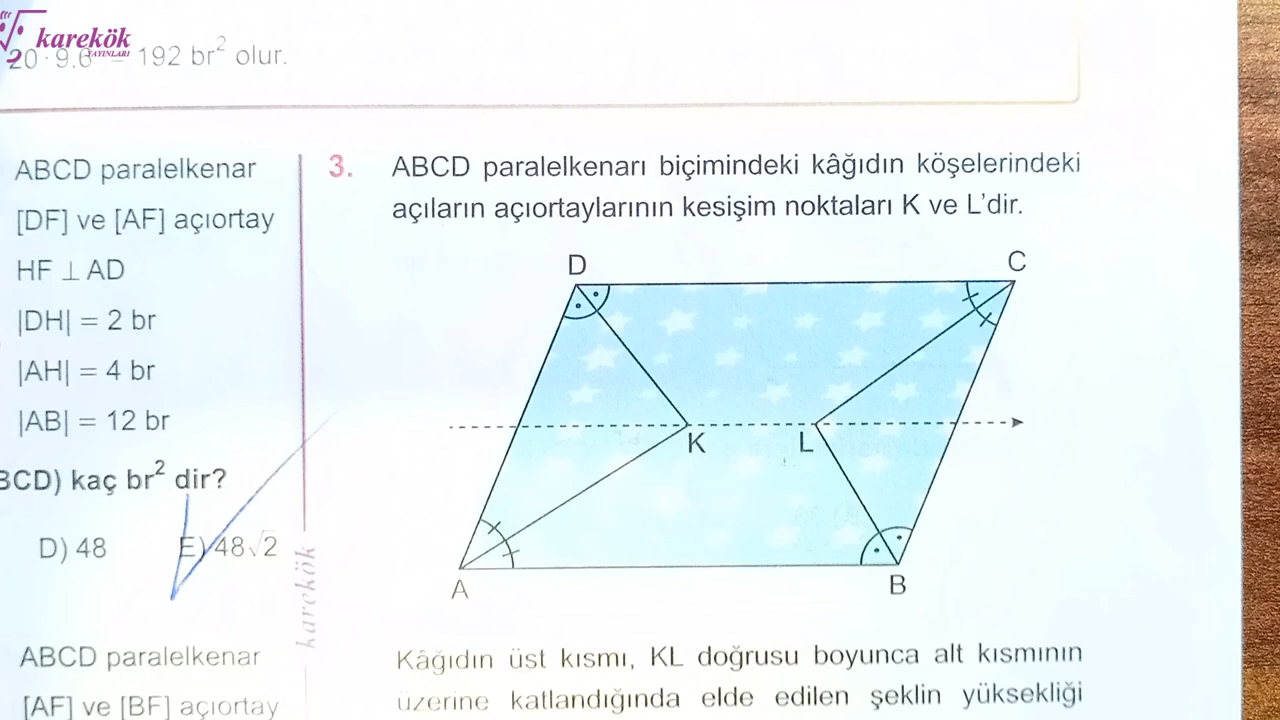 karekök
YAYINLARI
20 · 9,6 = 192 br² olur.
ABCD paralelkenar
[DF] ve [AF] açıortay
HF ⊥ AD
|DH| = 2 br
|AH| = 4 br
|AB| = 12 br
BCD) kaç br² dir?
D) 48 E) 48√2
ABCD paralelkenar
[AF] ve [BF] açıortay
karekök
3. ABCD paralelkenarı biçimindeki kâğıdın köşelerindeki
açıların açıortaylarının kesişim noktaları K ve L'dir.
D C
K L
A B
Kâğıdın üst kısmı, KL doğrusu boyunca alt kısmının
üzerine katlandığında elde edilen şeklin yüksekliği